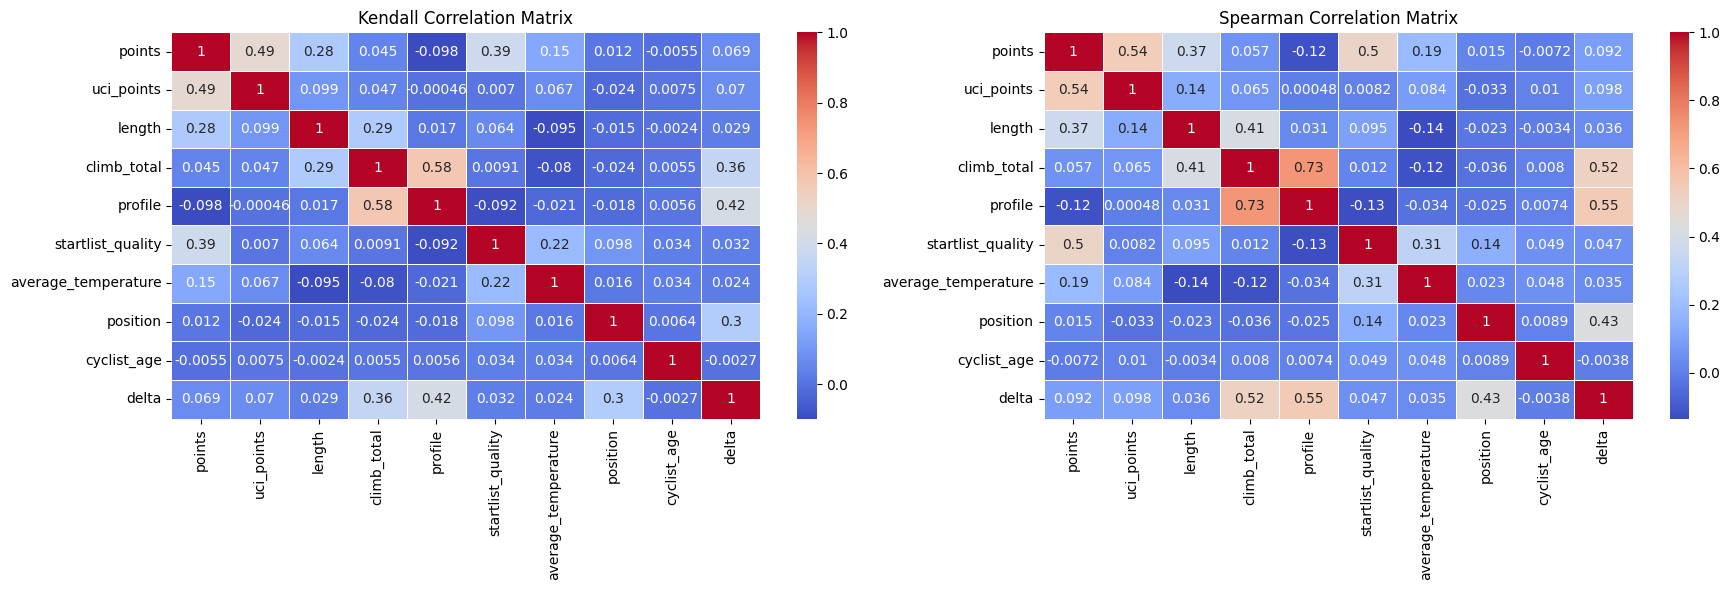 Kendall Correlation Matrix
points 1 0.49 0.28 0.045 -0.098 0.39 0.15 0.012 -0.0055 0.069
uci_points 0.49 1 0.099 0.047 -0.00046 0.007 0.067 -0.024 0.0075 0.07
length 0.28 0.099 1 0.29 0.017 0.064 -0.095 -0.015 -0.0024 0.029
climb_total 0.045 0.047 0.29 1 0.58 0.0091 -0.08 -0.024 0.0055 0.36
profile -0.098 -0.00046 0.017 0.58 1 -0.092 -0.021 -0.018 0.0056 0.42
startlist_quality 0.39 0.007 0.064 0.0091 -0.092 1 0.22 0.098 0.034 0.032
average_temperature 0.15 0.067 -0.095 -0.08 -0.021 0.22 1 0.016 0.034 0.024
position 0.012 -0.024 -0.015 -0.024 -0.018 0.098 0.016 1 0.0064 0.3
cyclist_age -0.0055 0.0075 -0.0024 0.0055 0.0056 0.034 0.034 0.0064 1 -0.0027
delta 0.069 0.07 0.029 0.36 0.42 0.032 0.024 0.3 -0.0027 1
points uci_points length climb_total profile startlist_quality average_temperature position cyclist_age delta
1.0
0.8
0.6
0.4
0.2
0.0
Spearman Correlation Matrix
points 1 0.54 0.37 0.057 -0.12 0.5 0.19 0.015 -0.0072 0.092
uci_points 0.54 1 0.14 0.065 0.00048 0.0082 0.084 -0.033 0.01 0.098
length 0.37 0.14 1 0.41 0.031 0.095 -0.14 -0.023 -0.0034 0.036
climb_total 0.057 0.065 0.41 1 0.73 0.012 -0.12 -0.036 0.008 0.52
profile -0.12 0.00048 0.031 0.73 1 -0.13 -0.034 -0.025 0.0074 0.55
startlist_quality 0.5 0.0082 0.095 0.012 -0.13 1 0.31 0.14 0.049 0.047
average_temperature 0.19 0.084 -0.14 -0.12 -0.034 0.31 1 0.023 0.048 0.035
position 0.015 -0.033 -0.023 -0.036 -0.025 0.14 0.023 1 0.0089 0.43
cyclist_age -0.0072 0.01 -0.0034 0.008 0.0074 0.049 0.048 0.0089 1 -0.0038
delta 0.092 0.098 0.036 0.52 0.55 0.047 0.035 0.43 -0.0038 1
points uci_points length climb_total profile startlist_quality average_temperature position cyclist_age delta
1.0
0.8
0.6
0.4
0.2
0.0